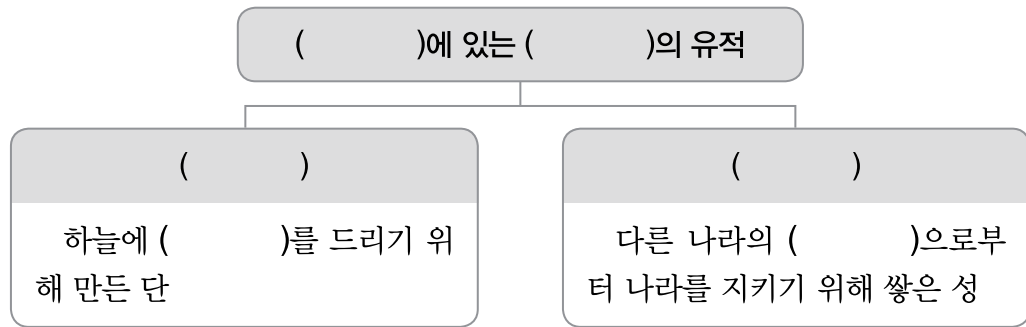 (          )에 있는 (          )의 유적
(          )
하늘에 (          )를 드리기 위
해 만든 단
(          )
다른 나라의 (          )으로부
터 나라를 지키기 위해 쌓은 성